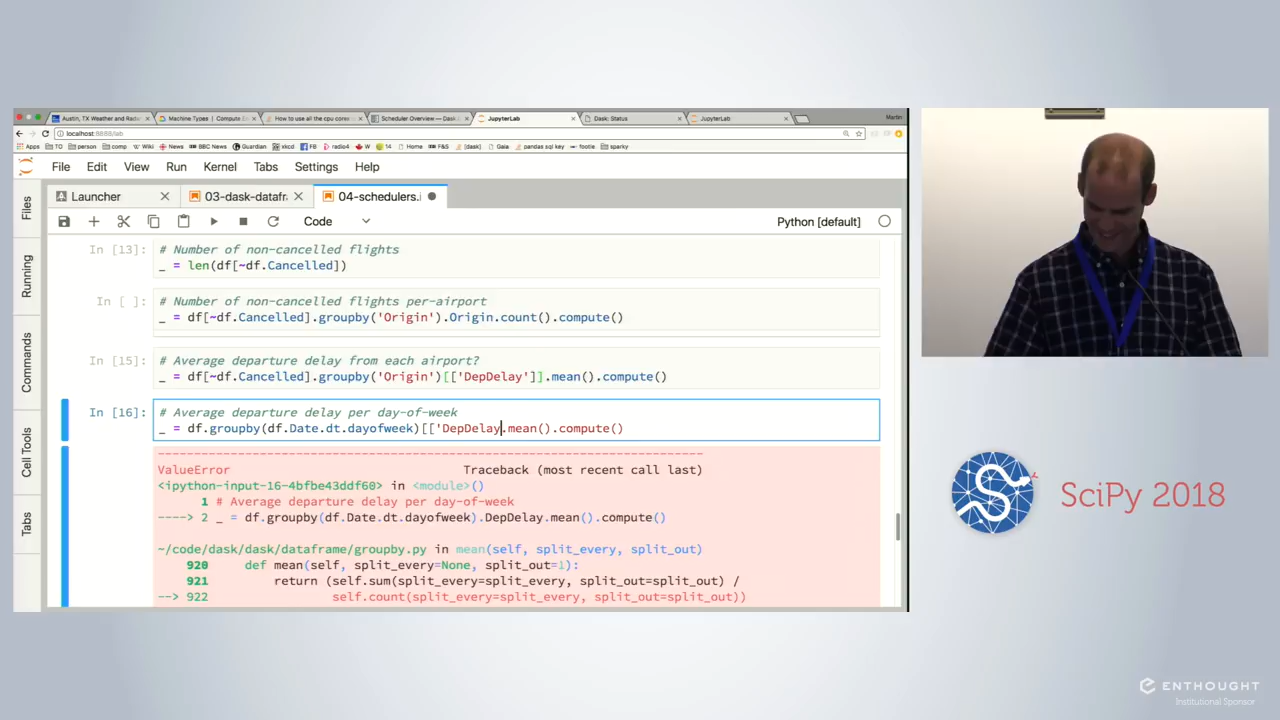 Austin, TX Weather and Radar
Machine Types | Compute En
How to use all the cpu cores
Scheduler Overview — Dask
JupyterLab
Dask: Status
JupyterLab
Martin
localhost:8888/lab
Apps
TO
person
comp
Wiki
News
BBC News
Guardian
xkcd
FB
radio4
W
14
Home
F&S
[dask]
Gaia
pandas sql key
footie
sparky
File Edit View Run Kernel Tabs Settings Help
Files
Running
Commands
Cell Tools
Tabs
Launcher
03-dask-datafra
04-schedulers.i
Code
Python [default]
In [13]:
# Number of non-cancelled flights
_ = len(df[~df.Cancelled])
In [ ]:
# Number of non-cancelled flights per-airport
_ = df[~df.Cancelled].groupby('Origin').Origin.count().compute()
In [15]:
# Average departure delay from each airport?
_ = df[~df.Cancelled].groupby('Origin')[['DepDelay']].mean().compute()
In [16]:
# Average departure delay per day-of-week
_ = df.groupby(df.Date.dt.dayofweek)[['DepDelay.mean().compute()
---------------------------------------------------------------------------
ValueError Traceback (most recent call last)
<ipython-input-16-4bfbe43ddf60> in <module>()
1 # Average departure delay per day-of-week
----> 2 _ = df.groupby(df.Date.dt.dayofweek).DepDelay.mean().compute()
~/code/dask/dask/dataframe/groupby.py in mean(self, split_every, split_out)
920 def mean(self, split_every=None, split_out=1):
921 return (self.sum(split_every=split_every, split_out=split_out) /
--> 922 self.count(split_every=split_every, split_out=split_out))
SciPy 2018
ENTHOUGHT
Institutional Sponsor